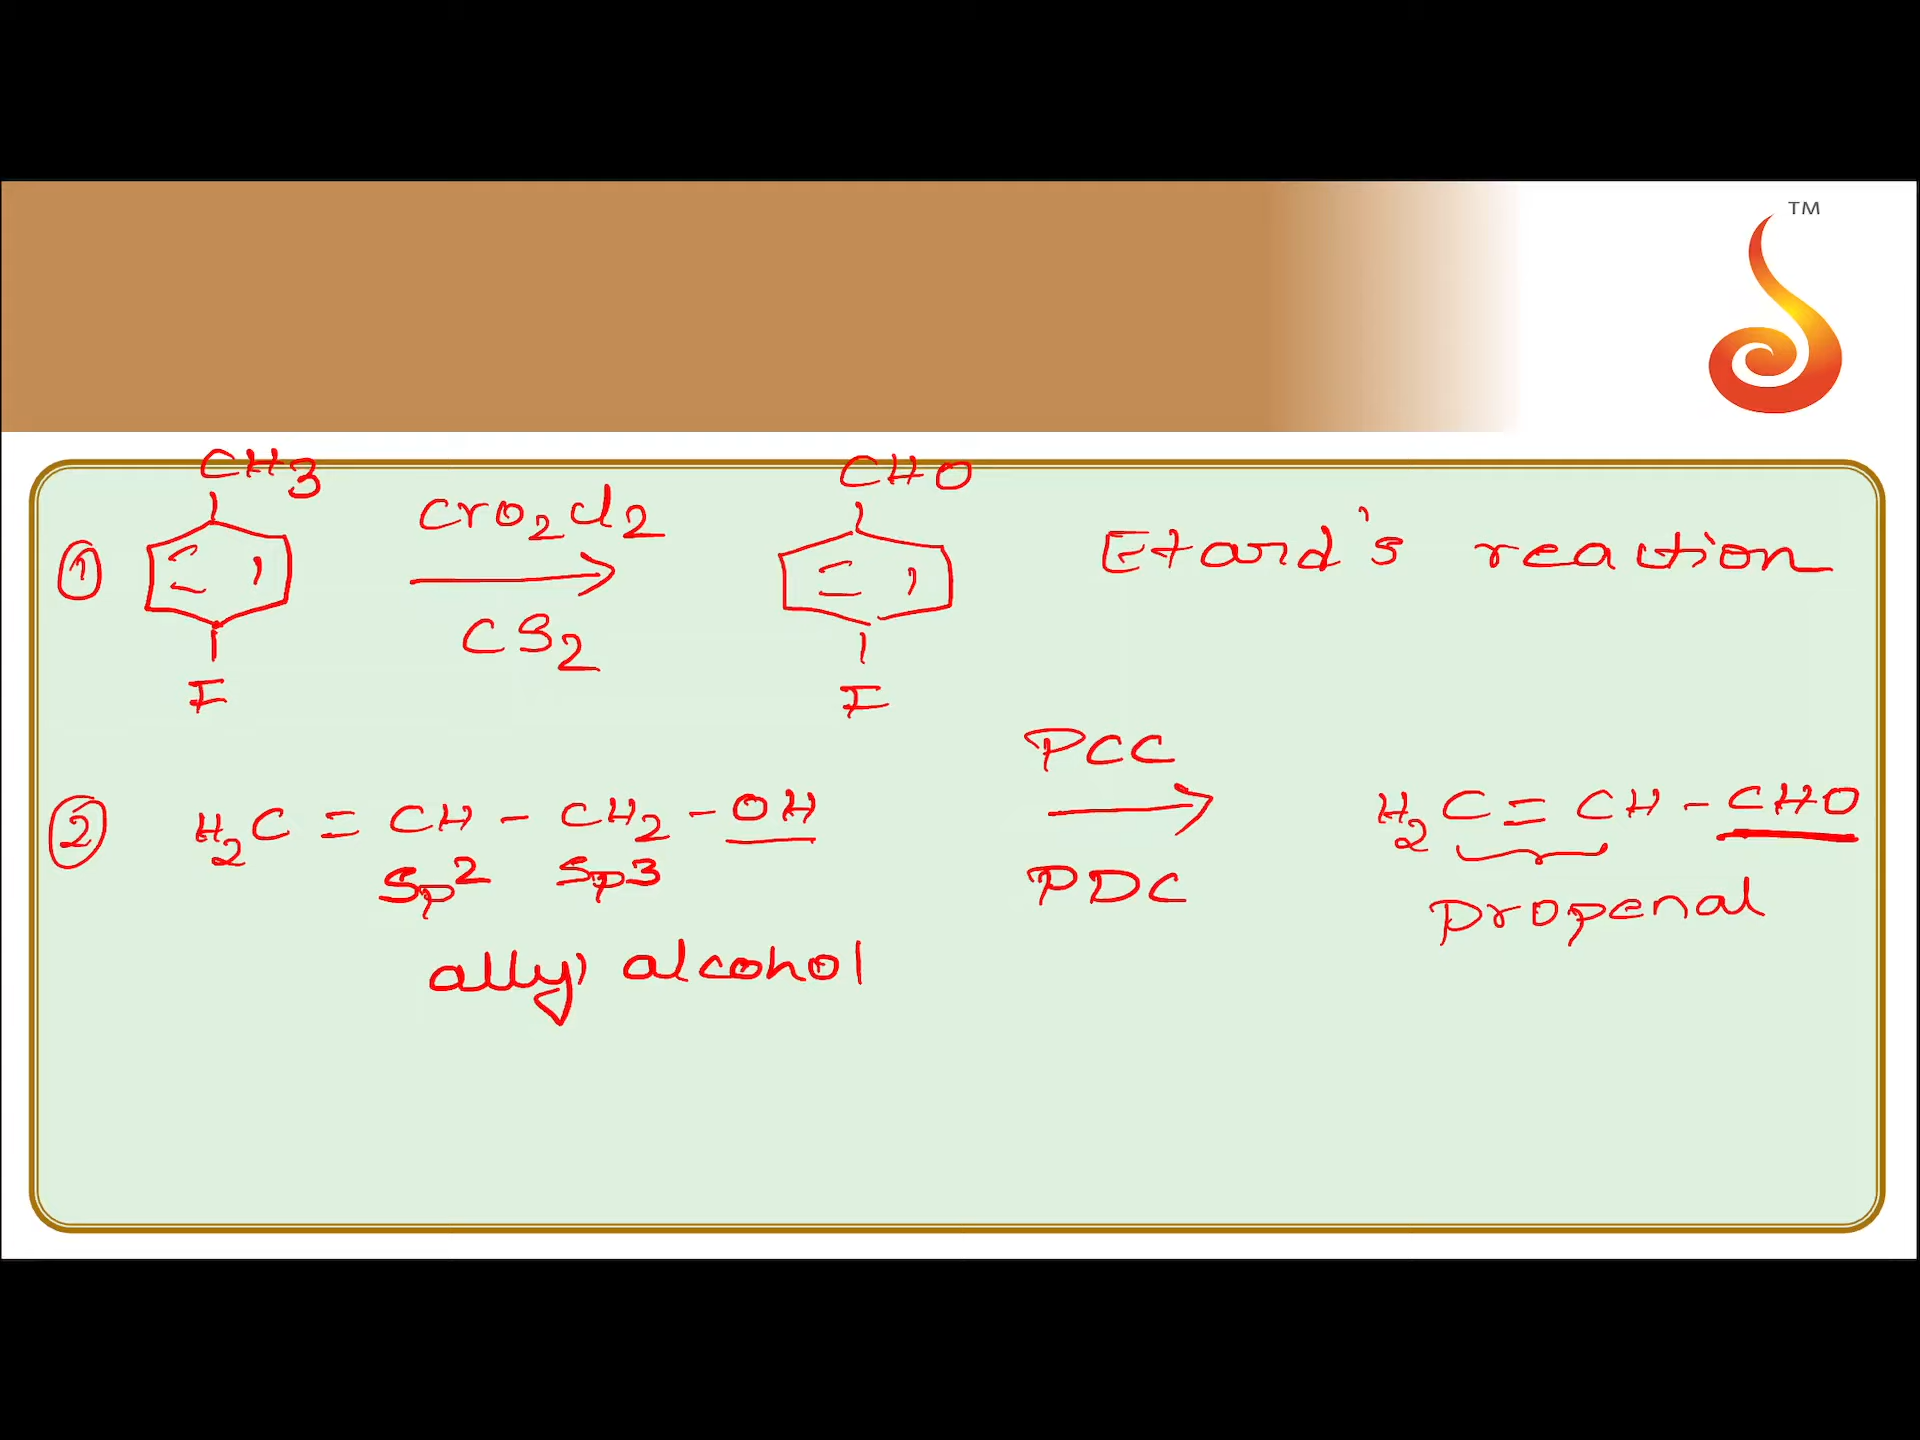 TM
CH3 CHO
CrO2Cl2
① → Etard's reaction
CS2
F F
PCC
② H2C = CH - CH2 - OH → H2C = CH - CHO
sp2 sp3 PDC
propenal
allyl alcohol